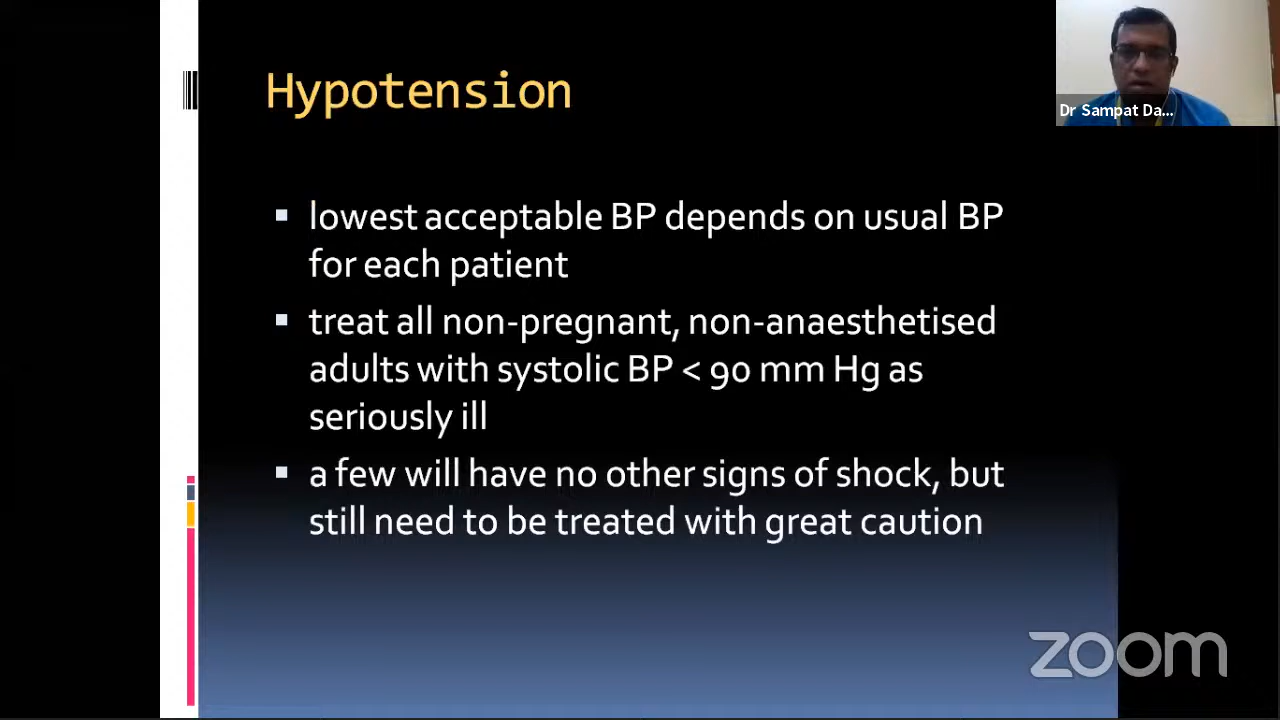 Hypotension
Dr Sampat Da...
lowest acceptable BP depends on usual BP
for each patient
treat all non-pregnant, non-anaesthetised
adults with systolic BP < 90 mm Hg as
seriously ill
a few will have no other signs of shock, but
still need to be treated with great caution
zoom